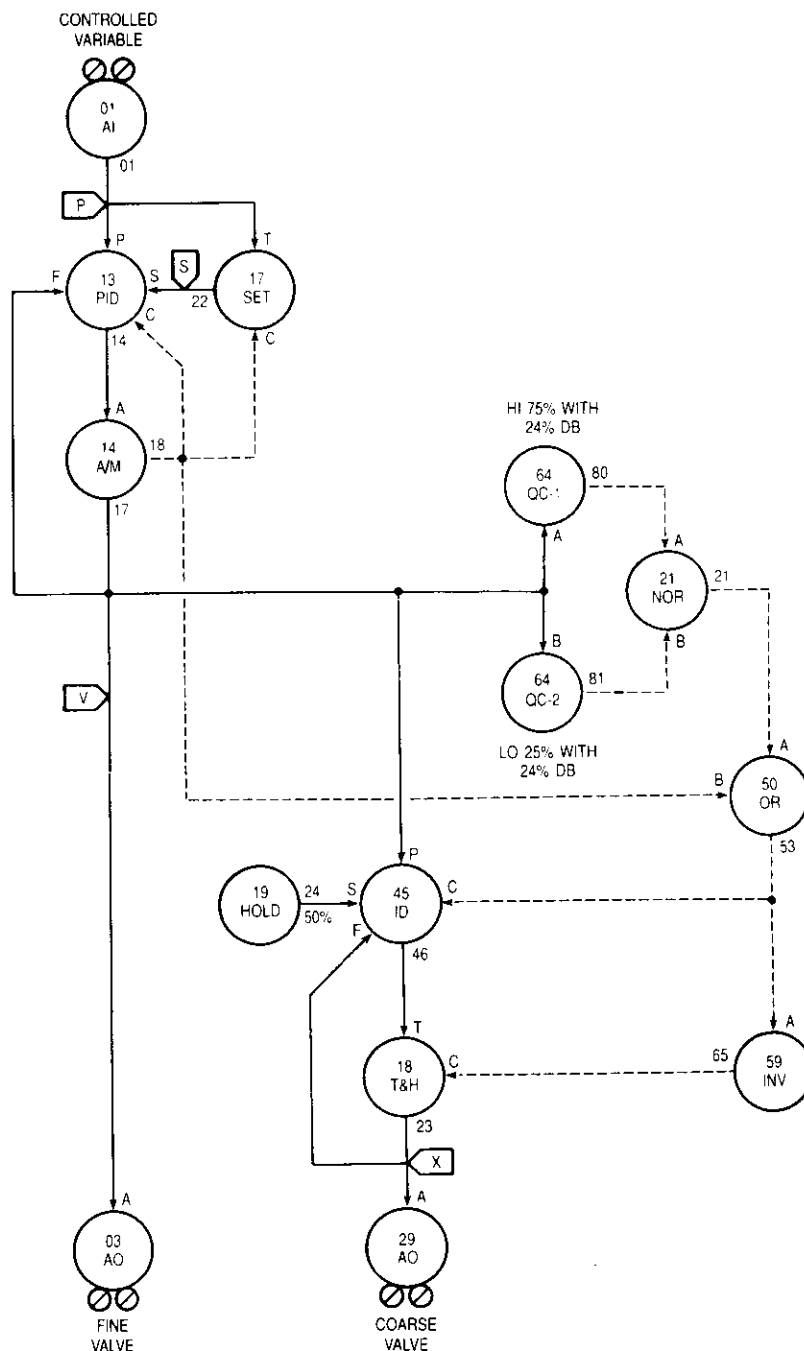 CONTROLLED
VARIABLE
01
AI
01
P
P
T
F
13
PID
S
S
22
17
SET
C
C
14
A
14
A/M
18
17
HI 75% WITH
24% DB
64
QC-1
80
A
A
21
NOR
21
B
B
64
QC-2
81
LO 25% WITH
24% DB
V
A
B
50
OR
53
P
19
HOLD
24
50%
S
45
ID
C
F
46
T
A
18
T&H
C
65
59
INV
23
X
A
A
03
AO
29
AO
FINE
VALVE
COARSE
VALVE